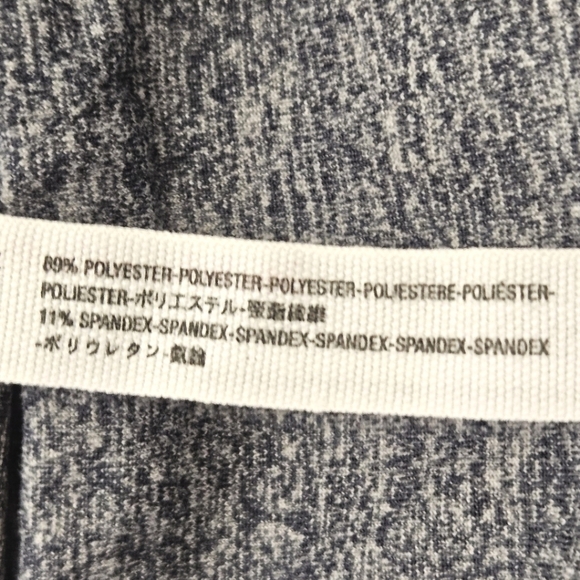 89% POLYESTER-POLYESTER-POLYESTER-POLIESTERE-POLIÉSTER-
POLIESTER-ポリエステル-聚酯纖維
11% SPANDEX-SPANDEX-SPANDEX-SPANDEX-SPANDEX-SPANDEX
-ポリウレタン-氨綸